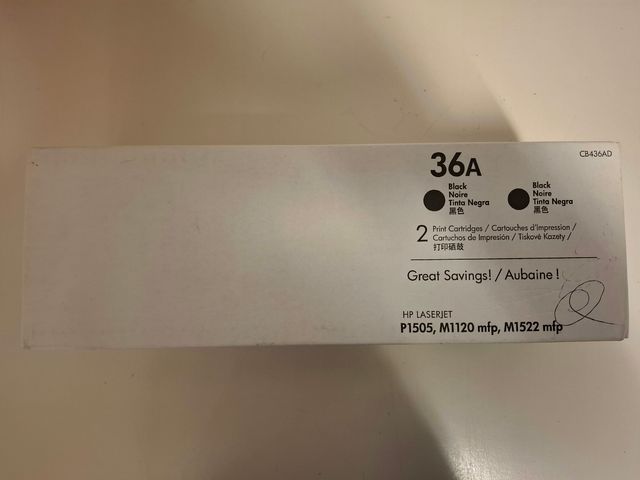 36A
CB436AD
Black
Noire
Tinta Negra
黑色
Black
Noire
Tinta Negra
黑色
2 Print Cartridges / Cartouches d'impression /
Cartuchos de Impresión / Tiskové Kazety /
打印硒鼓
Great Savings! / Aubaine !
HP LASERJET
P1505, M1120 mfp, M1522 mfp